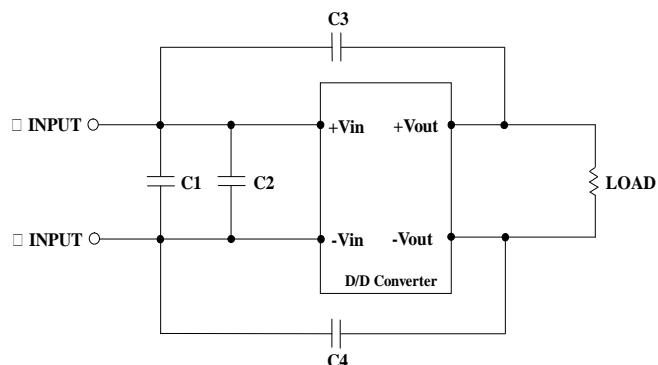 C3
□ INPUT
+Vin
+Vout
C1
C2
LOAD
□ INPUT
-Vin
-Vout
D/D Converter
C4